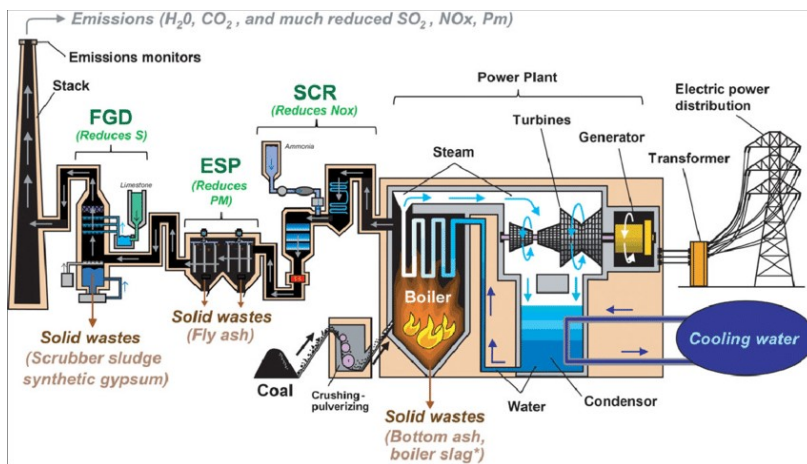 Emissions (H₂0, CO₂, and much reduced SO₂, NOx, Pm)
Emissions monitors
Stack
FGD
(Reduces S)
Limestone
ESP
(Reduces
PM)
SCR
(Reduces Nox)
Ammonia
Power Plant
Steam
Turbines
Generator
Electric power
distribution
Transformer
Boiler
Cooling water
Solid wastes
(Scrubber sludge
synthetic gypsum)
Solid wastes
(Fly ash)
Coal
Crushing-
pulverizing
Solid wastes
(Bottom ash,
boiler slag*)
Water
Condensor